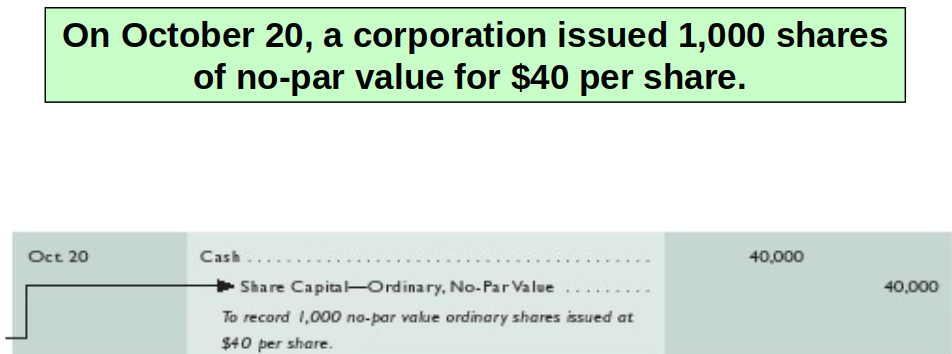 On October 20, a corporation issued 1,000 shares
of no-par value for $40 per share.
Oct. 20 Cash . . . . . . . . . . . . . . . . . . . . . . . . . . . . . . . . . . . . . . . . . 40,000
Share Capital—Ordinary, No-Par Value . . . . . . . . . 40,000
To record 1,000 no-par value ordinary shares issued at
$40 per share.